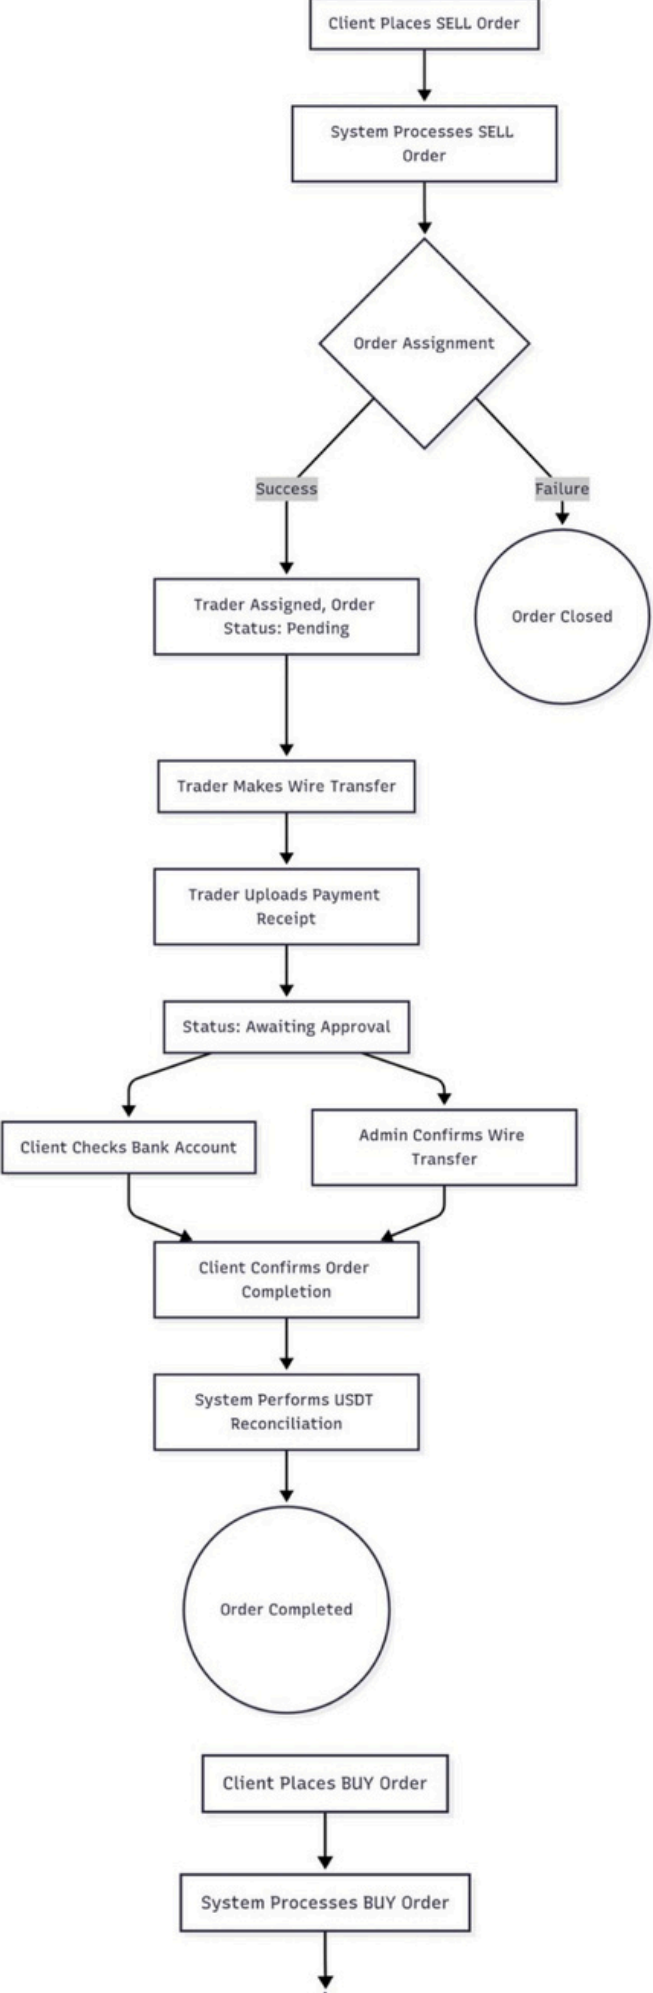 Client Places SELL Order
System Processes SELL
Order
Order Assignment
Success
Failure
Trader Assigned, Order
Status: Pending
Order Closed
Trader Makes Wire Transfer
Trader Uploads Payment
Receipt
Status: Awaiting Approval
Client Checks Bank Account
Admin Confirms Wire
Transfer
Client Confirms Order
Completion
System Performs USDT
Reconciliation
Order Completed
Client Places BUY Order
System Processes BUY Order